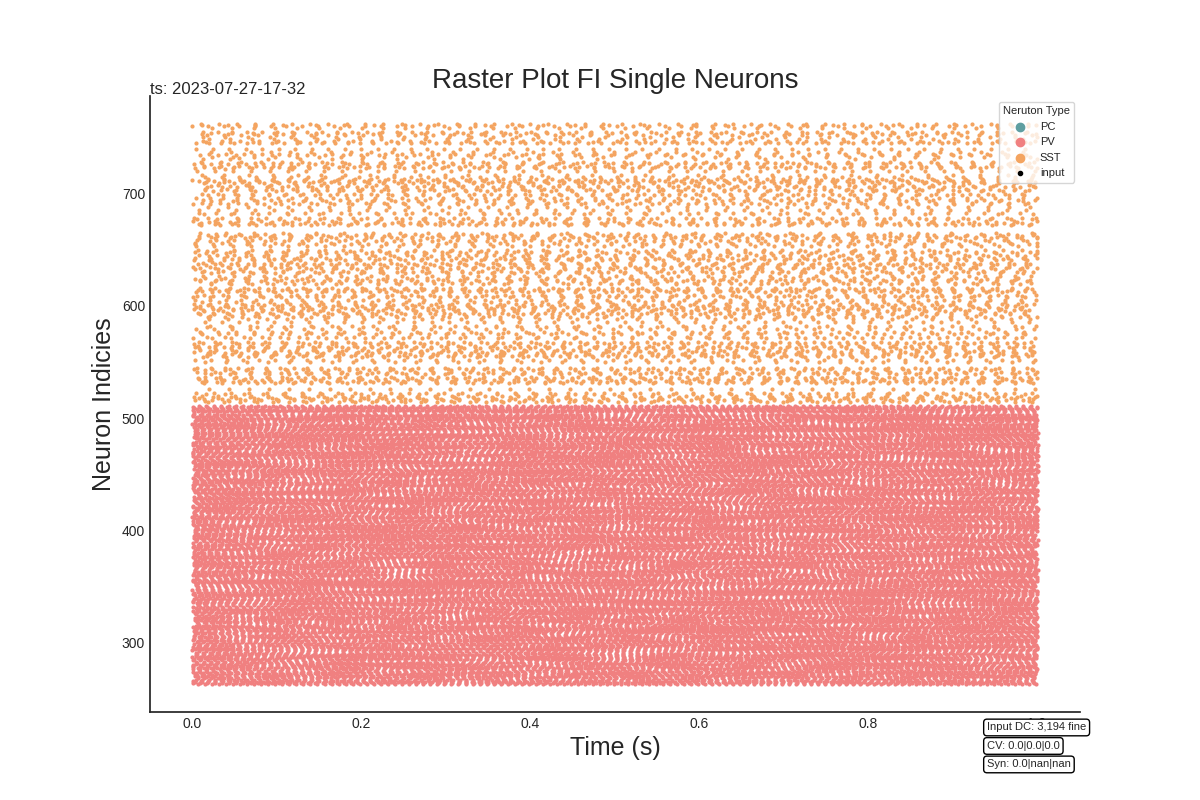 Raster Plot FI Single Neurons
ts: 2023-07-27-17-32
Neruton Type
PC
PV
SST
input
Neuron Indicies
700
600
500
400
300
0.0
0.2
0.4
0.6
0.8
Time (s)
Input DC: 3,194 fine
CV: 0.0|0.0|0.0
Syn: 0.0|nan|nan